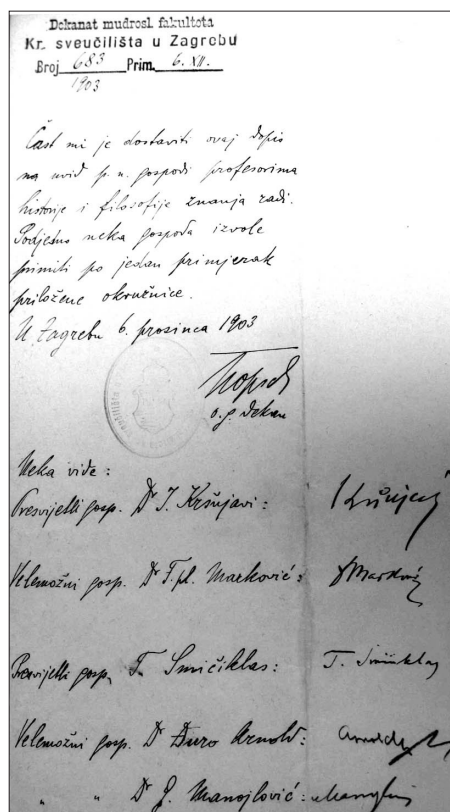 Dekanat mudrosl. fakulteta
Kr. sveučilišta u Zagrebu
Broj 683 Prim. 6. XII.
1903
Čast mi je dostaviti ovaj dopis
na uvid p. n. gospodi profesorima
historije i filosofije znanja radi.
Podjedno neka gospoda izvole
primiti po jedan primjerak
priložene okružnice.
U Zagrebu 6. prosinca 1903
o. g. dekan
Neka vide:
Presvijetli gosp. Dr I. Kršnjavi:
Velemožni gosp. Dr F. pl. Marković: Marković
Presvijetli gosp. T. Smičiklas: T. Smičiklas
Velemožni gosp. Dr Đuro Arnold: Arnold
" " Dr G. Manojlović: